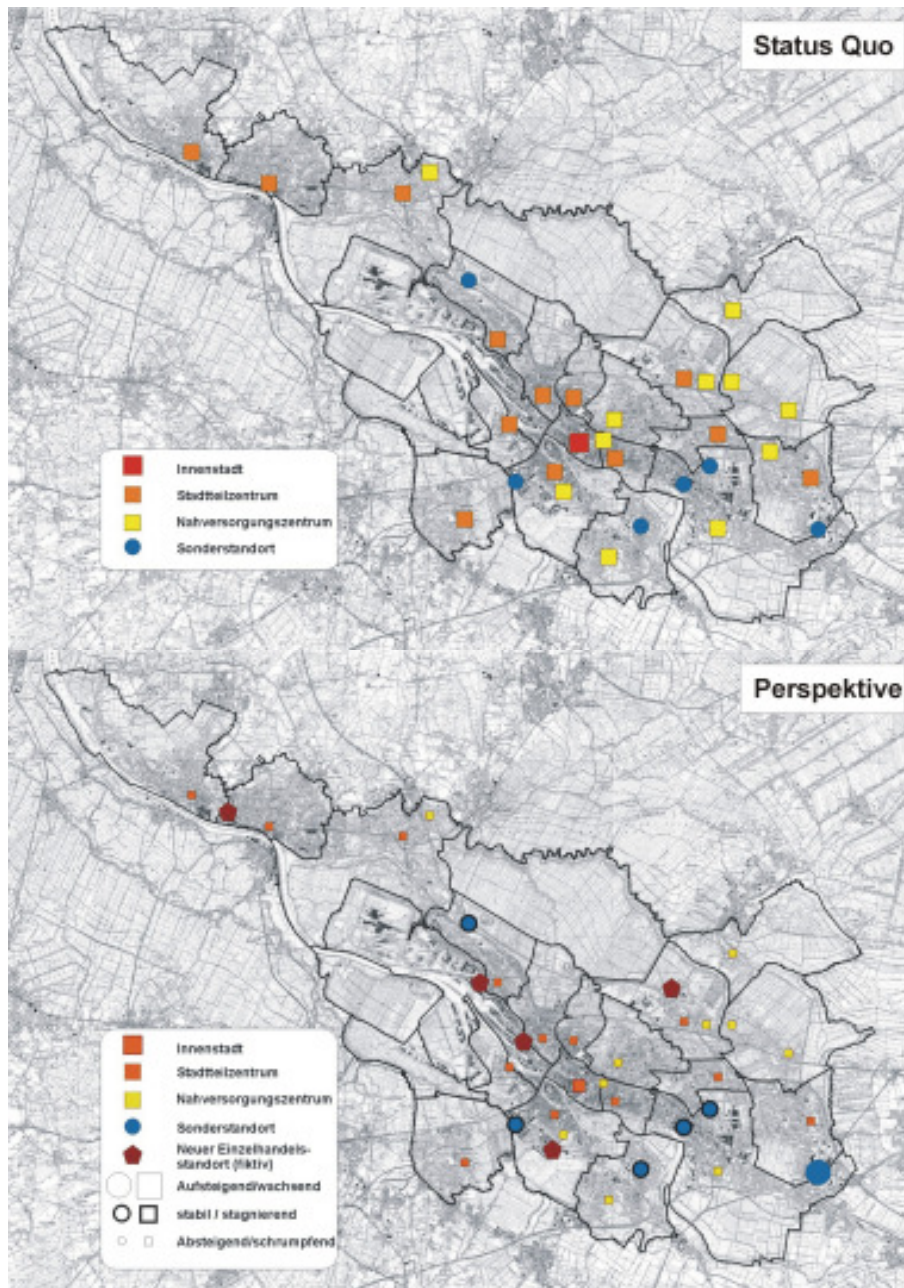 Status Quo
Innenstadt
Stadtteilzentrum
Nahversorgungszentrum
Sonderstandort
Perspektive
Innenstadt
Stadtteilzentrum
Nahversorgungszentrum
Sonderstandort
Neuer Einzelhandels-
standort (fiktiv)
Aufsteigend/wachsend
stabil / stagnierend
Absteigend/schrumpfend